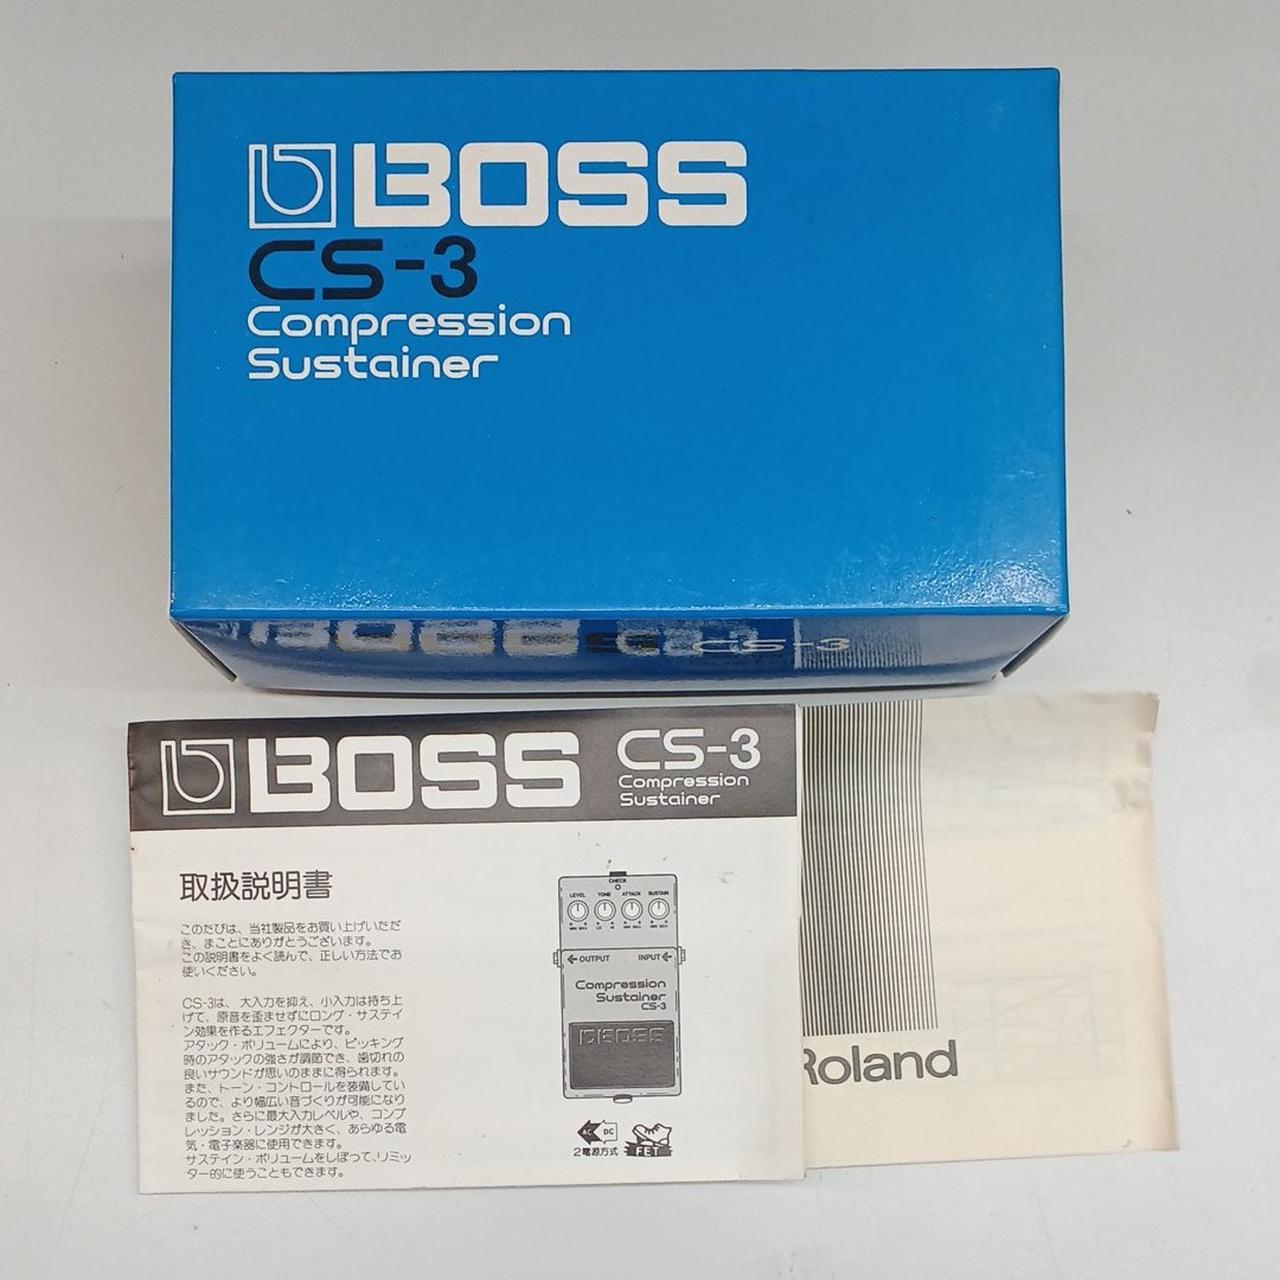 BOSS
CS-3
Compression
Sustainer
CS-3
BOSS
CS-3
Compression
Sustainer
取扱説明書
このたびは、当社製品をお買い上げいただ
き、まことにありがとうございます。
この説明書をよく読んで、正しい方法でお
使いください。
CS-3は、大入力を抑え、小入力は持ち上
げて、原音を歪ませずにロング・サステイ
ン効果を作るエフェクターです。
アタック・ボリュームにより、ピッキング
時のアタックの強さが調節でき、歯切れの
良いサウンドが思いのままに得られます。
また、トーン・コントロールを装備してい
るので、より幅広い音づくりが可能になり
ました。さらに最大入力レベルや、コンプ
レッション・レンジが大きく、あらゆる電
気・電子楽器に使用できます。
サステイン・ボリュームをしぼって、リミッ
ター的に使うこともできます。
CHECK
LEVEL TONE ATTACK SUSTAIN
OUTPUT INPUT
Compression
Sustainer
CS-3
BOSS
AC DC
2電源方式
FET
Roland